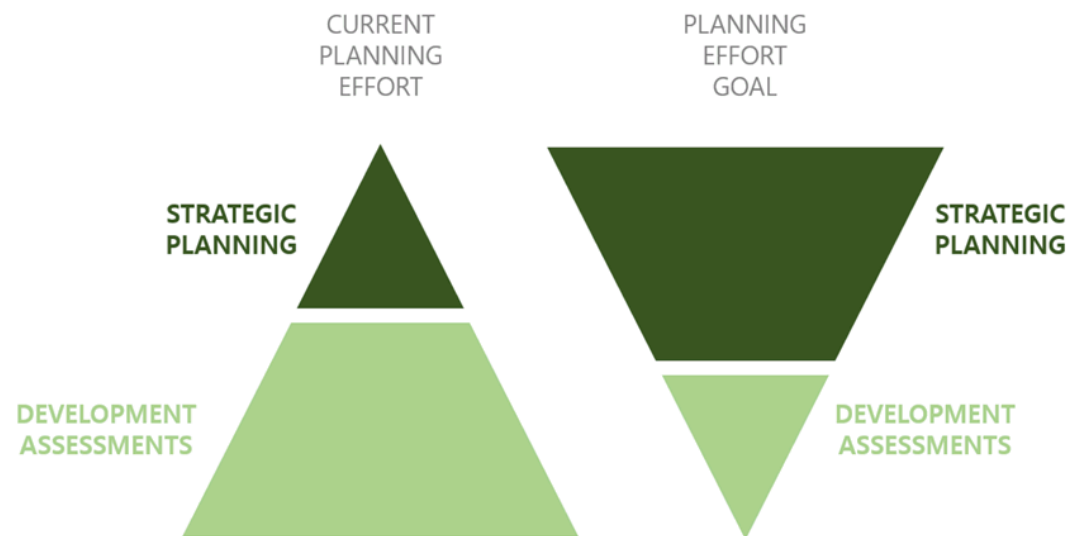 CURRENT
PLANNING
EFFORT
PLANNING
EFFORT
GOAL
STRATEGIC
PLANNING
STRATEGIC
PLANNING
DEVELOPMENT
ASSESSMENTS
DEVELOPMENT
ASSESSMENTS